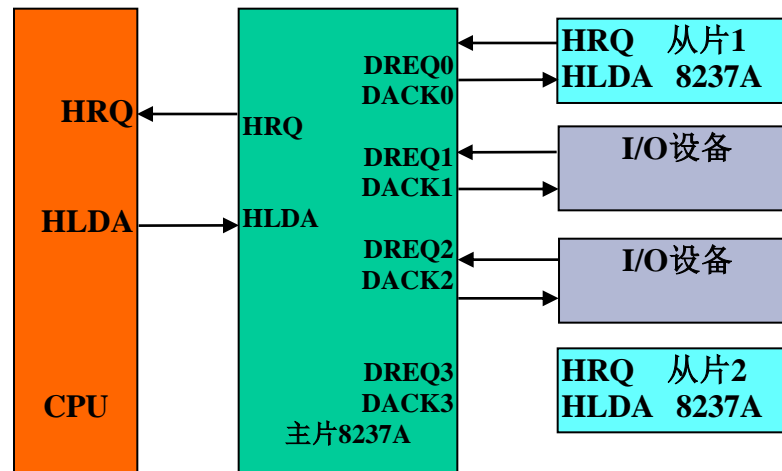 HRQ
HLDA
CPU
HRQ
HLDA
DREQ0
DACK0
DREQ1
DACK1
DREQ2
DACK2
DREQ3
DACK3
主片8237A
HRQ 从片1
HLDA 8237A
I/O设备
I/O设备
HRQ 从片2
HLDA 8237A